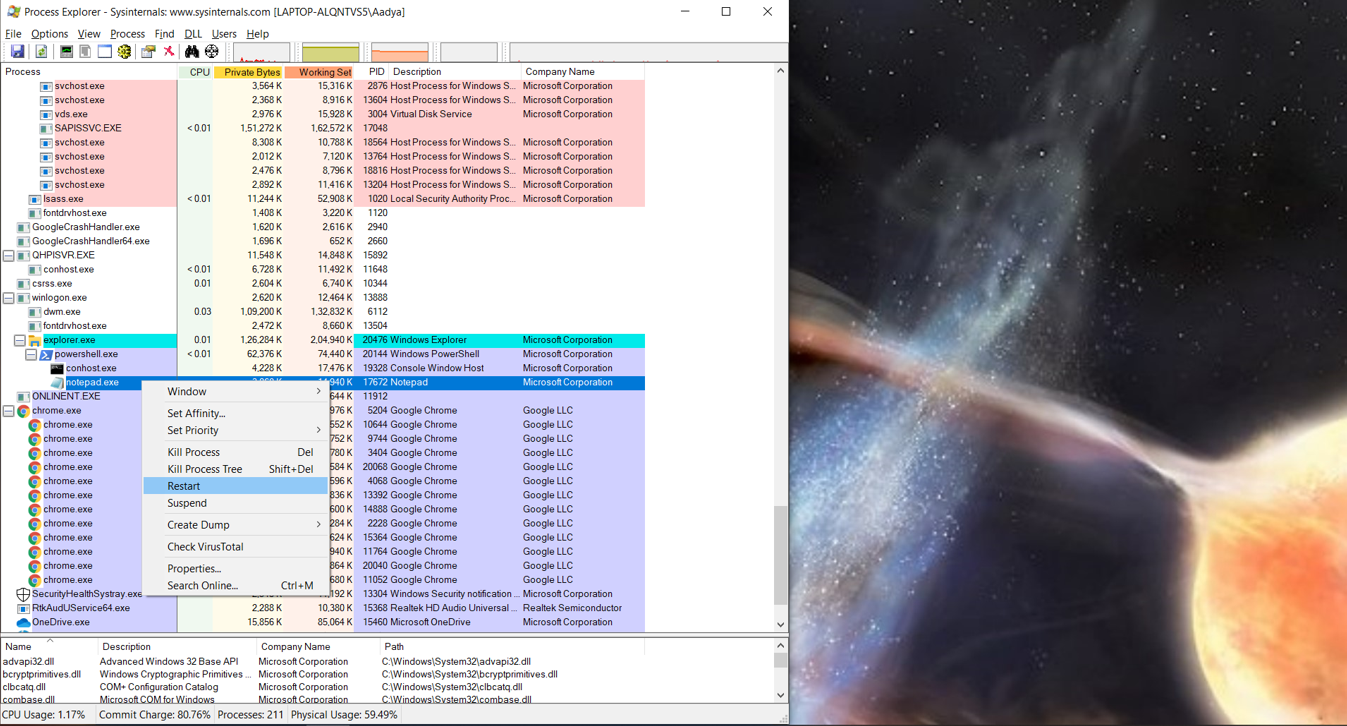 Process Explorer - Sysinternals: www.sysinternals.com [LAPTOP-ALQNTVS5\Aadya]
File Options View Process Find DLL Users Help
Process CPU Private Bytes Working Set PID Description Company Name
svchost.exe 3,564 K 15,316 K 2876 Host Process for Windows S... Microsoft Corporation
svchost.exe 2,368 K 8,916 K 13604 Host Process for Windows S... Microsoft Corporation
vds.exe 2,976 K 15,928 K 3004 Virtual Disk Service Microsoft Corporation
SAPISSVC.EXE < 0.01 1,51,272 K 1,62,572 K 17048
svchost.exe 8,308 K 10,788 K 18564 Host Process for Windows S... Microsoft Corporation
svchost.exe 2,012 K 7,120 K 13764 Host Process for Windows S... Microsoft Corporation
svchost.exe 2,476 K 8,796 K 18816 Host Process for Windows S... Microsoft Corporation
svchost.exe 2,892 K 11,416 K 13204 Host Process for Windows S... Microsoft Corporation
lsass.exe < 0.01 11,244 K 52,908 K 1020 Local Security Authority Proc... Microsoft Corporation
fontdrvhost.exe 1,408 K 3,220 K 1120
GoogleCrashHandler.exe 1,620 K 2,616 K 2940
GoogleCrashHandler64.exe 1,696 K 652 K 2660
QHPISVR.EXE 11,548 K 14,848 K 15892
conhost.exe < 0.01 6,728 K 11,492 K 11648
csrss.exe 0.01 2,604 K 6,740 K 10344
winlogon.exe 2,620 K 12,464 K 13888
dwm.exe 0.03 1,09,200 K 1,32,832 K 6112
fontdrvhost.exe 2,472 K 8,660 K 13504
explorer.exe 0.01 1,26,284 K 2,04,940 K 20476 Windows Explorer Microsoft Corporation
powershell.exe < 0.01 62,376 K 74,440 K 20144 Windows PowerShell Microsoft Corporation
conhost.exe 4,228 K 17,476 K 19328 Console Window Host Microsoft Corporation
notepad.exe 940 K 17672 Notepad Microsoft Corporation
ONLINENT.EXE 644 K 11912
chrome.exe 976 K 5204 Google Chrome Google LLC
chrome.exe 552 K 10644 Google Chrome Google LLC
chrome.exe 752 K 9744 Google Chrome Google LLC
chrome.exe 780 K 3404 Google Chrome Google LLC
chrome.exe 584 K 20068 Google Chrome Google LLC
chrome.exe 596 K 4068 Google Chrome Google LLC
chrome.exe 836 K 13392 Google Chrome Google LLC
chrome.exe 600 K 14888 Google Chrome Google LLC
chrome.exe 284 K 2228 Google Chrome Google LLC
chrome.exe 624 K 15364 Google Chrome Google LLC
chrome.exe 940 K 11764 Google Chrome Google LLC
chrome.exe 868 K 20040 Google Chrome Google LLC
chrome.exe 680 K 11052 Google Chrome Google LLC
SecurityHealthSystray.exe 192 K 13304 Windows Security notification ... Microsoft Corporation
RtkAudUService64.exe 2,288 K 10,380 K 15368 Realtek HD Audio Universal ... Realtek Semiconductor
OneDrive.exe 15,856 K 85,064 K 15460 Microsoft OneDrive Microsoft Corporation
Window
Set Affinity...
Set Priority
Kill Process Del
Kill Process Tree Shift+Del
Restart
Suspend
Create Dump
Check VirusTotal
Properties...
Search Online... Ctrl+M
Name Description Company Name Path
advapi32.dll Advanced Windows 32 Base API Microsoft Corporation C:\Windows\System32\advapi32.dll
bcryptprimitives.dll Windows Cryptographic Primitives ... Microsoft Corporation C:\Windows\System32\bcryptprimitives.dll
clbcatq.dll COM+ Configuration Catalog Microsoft Corporation C:\Windows\System32\clbcatq.dll
combase.dll Microsoft COM for Windows Microsoft Corporation C:\Windows\System32\combase.dll
CPU Usage: 1.17% Commit Charge: 80.76% Processes: 211 Physical Usage: 59.49%